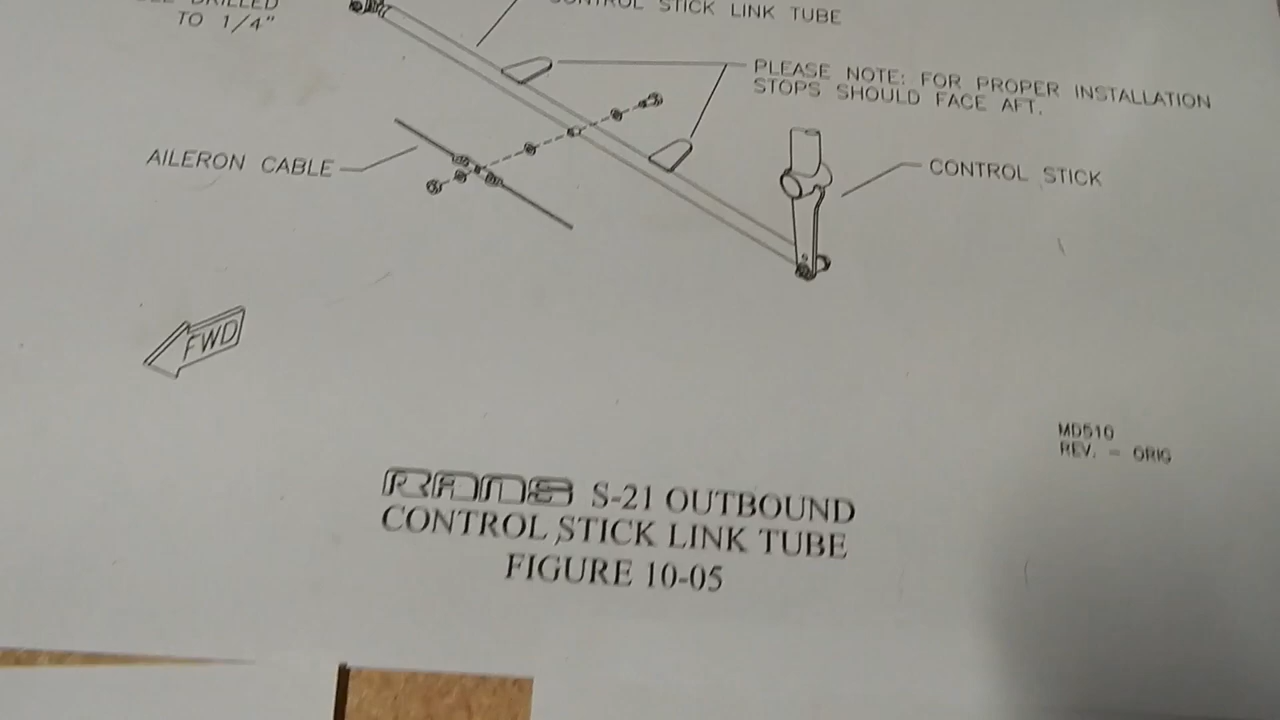 DRILLED
TO 1/4"
CONTROL STICK LINK TUBE
PLEASE NOTE: FOR PROPER INSTALLATION
STOPS SHOULD FACE AFT.
AILERON CABLE
CONTROL STICK
FWD
MD510
REV. = ORIG
RANS S-21 OUTBOUND
CONTROL STICK LINK TUBE
FIGURE 10-05